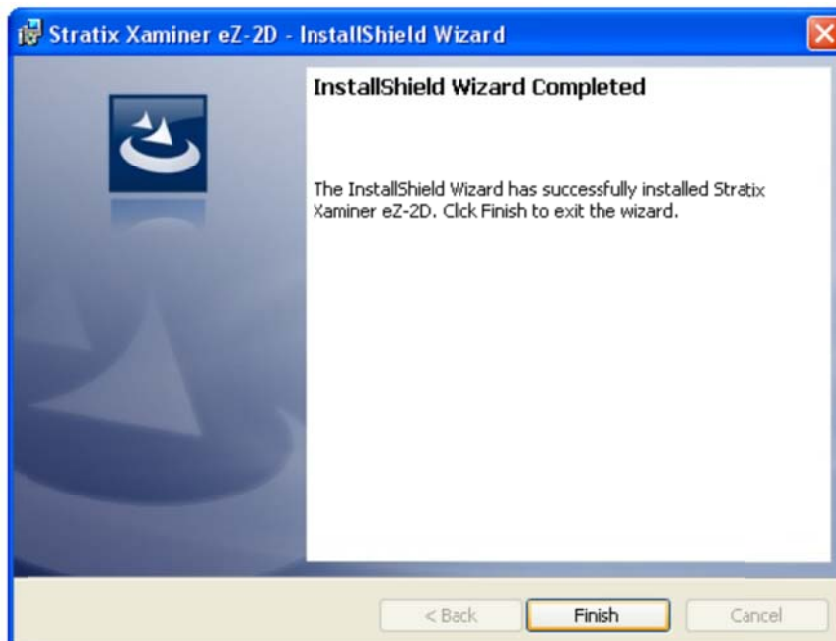 Stratix Xaminer eZ-2D - InstallShield Wizard
InstallShield Wizard Completed
The InstallShield Wizard has successfully installed Stratix
Xaminer eZ-2D. Click Finish to exit the wizard.
< Back
Finish
Cancel